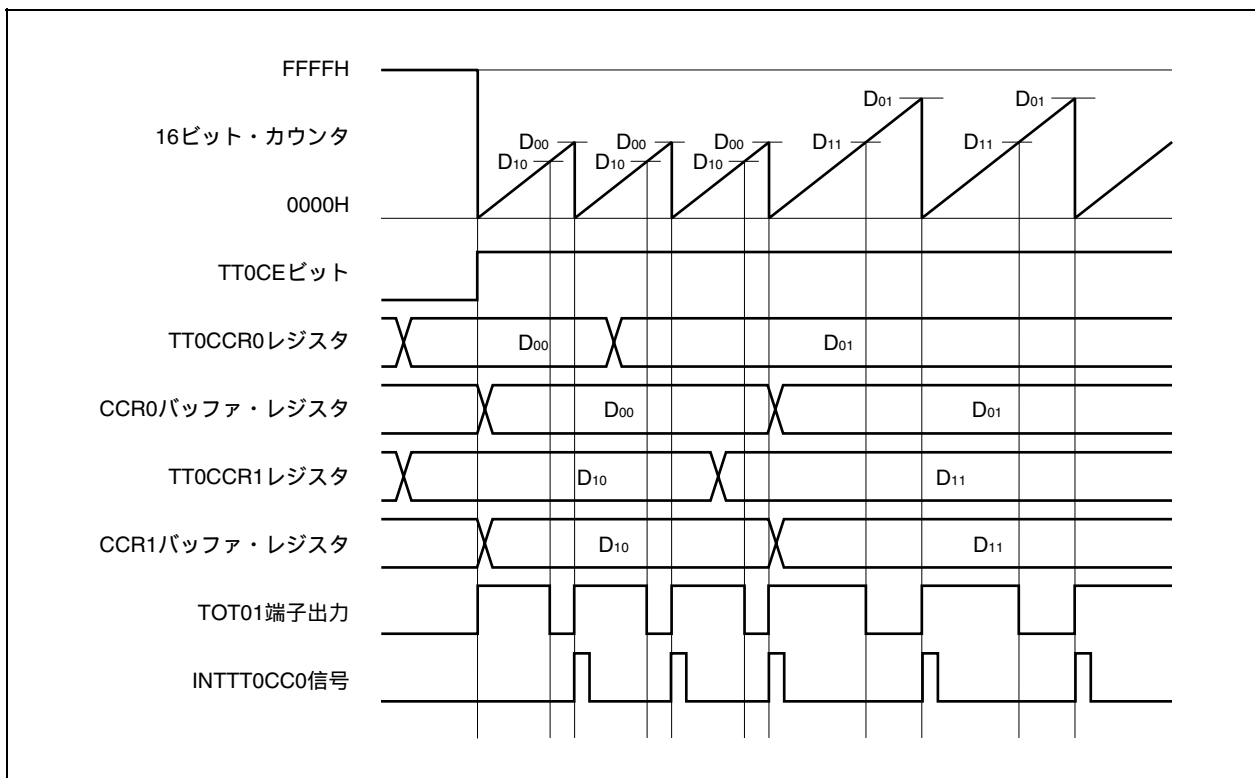 FFFFH
D01 D01
16ビット・カウンタ D00 D00 D00 D11 D11
D10 D10 D10
0000H
TT0CEビット
TT0CCR0レジスタ D00 D01
CCR0バッファ・レジスタ D00 D01
TT0CCR1レジスタ D10 D11
CCR1バッファ・レジスタ D10 D11
TOT01端子出力
INTTT0CC0信号